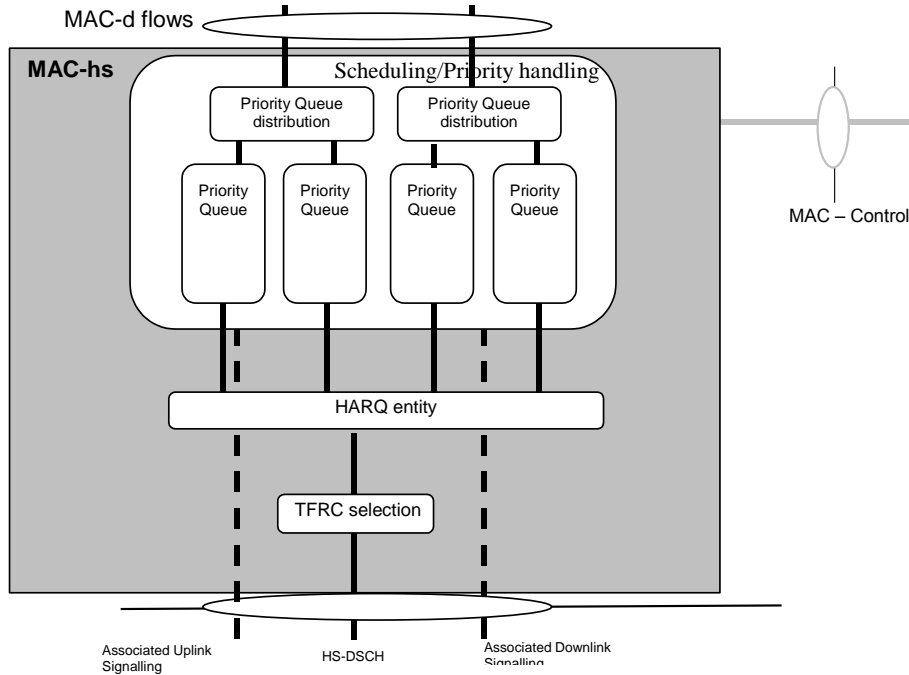 MAC-d flows
MAC-hs
Scheduling/Priority handling
Priority Queue
distribution
Priority Queue
distribution
Priority
Queue
Priority
Queue
Priority
Queue
Priority
Queue
MAC – Control
HARQ entity
TFRC selection
Associated Uplink
Signalling
HS-DSCH
Associated Downlink
Signalling